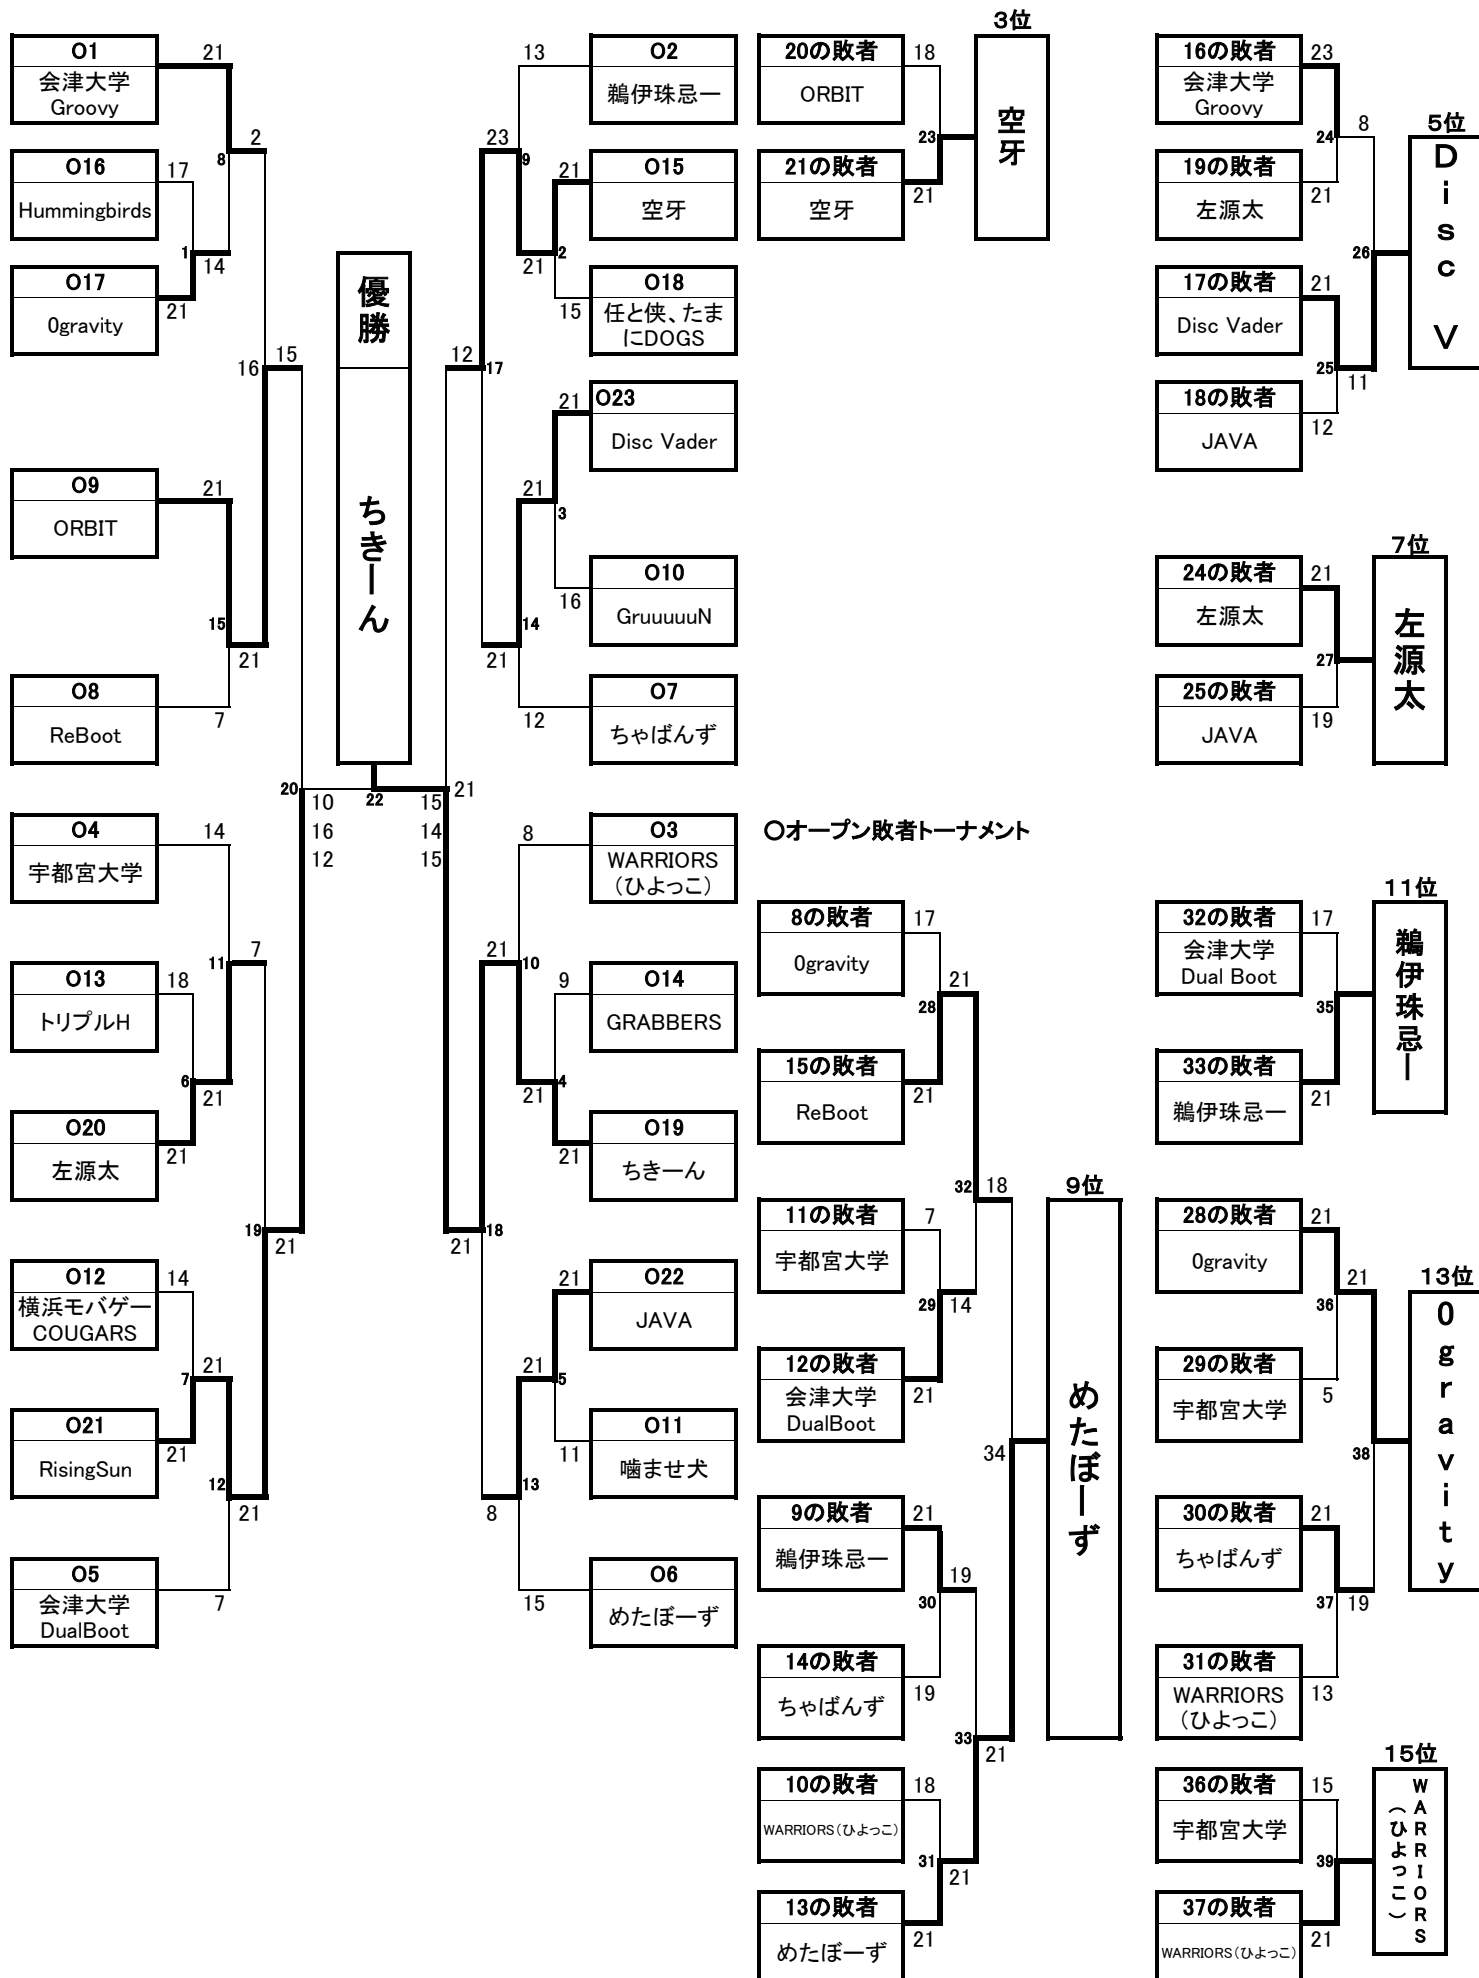 O1
21
会津大学
Groovy
2
8
O16
17
Hummingbirds
1
14
O17
21
0gravity
16
15
O9
21
ORBIT
15
21
O8
7
ReBoot
優勝
ちきーん
20
10
22
15
21
16
14
12
15
O4
14
宇都宮大学
11
7
O13
18
トリプルH
6
21
O20
21
左源太
19
21
O12
14
横浜モバゲー
COUGARS
7
21
O21
21
RisingSun
12
21
O5
7
会津大学
DualBoot
13
O2
鵜伊珠忌一
23
9
21
O15
空牙
21
2
15
O18
任と侠、たま
にDOGS
12
17
21
O23
Disc Vader
21
3
O10
16
GruuuuuN
14
21
O7
12
ちゃばんず
8
O3
WARRIORS
（ひよっこ）
21
10
9
O14
GRABBERS
21
4
O19
21
ちきーん
21
18
21
O22
JAVA
21
5
O11
11
噛ませ犬
8
13
O6
15
めたぼーず
3位
20の敗者
18
ORBIT
23
空牙
21の敗者
21
空牙
16の敗者
23
会津大学
Groovy
24
8
19の敗者
21
左源太
26
5位
Disc V
17の敗者
21
Disc Vader
25
11
18の敗者
12
JAVA
7位
24の敗者
21
左源太
27
左源太
25の敗者
19
JAVA
○オープン敗者トーナメント
8の敗者
17
0gravity
28
21
15の敗者
21
ReBoot
32
18
11の敗者
7
宇都宮大学
29
14
12の敗者
21
会津大学
DualBoot
9位
めたぼーず
34
9の敗者
21
鵜伊珠忌一
30
19
14の敗者
19
ちゃばんず
33
21
10の敗者
18
WARRIORS（ひよっこ）
31
21
13の敗者
21
めたぼーず
11位
32の敗者
17
会津大学
Dual Boot
35
鵜伊珠忌一
33の敗者
21
鵜伊珠忌一
28の敗者
21
0gravity
36
21
29の敗者
5
宇都宮大学
13位
0gravity
38
30の敗者
21
ちゃばんず
37
19
31の敗者
13
WARRIORS
（ひよっこ）
15位
36の敗者
15
宇都宮大学
39
WARRIORS
（ひよっこ）
37の敗者
21
WARRIORS（ひよっこ）